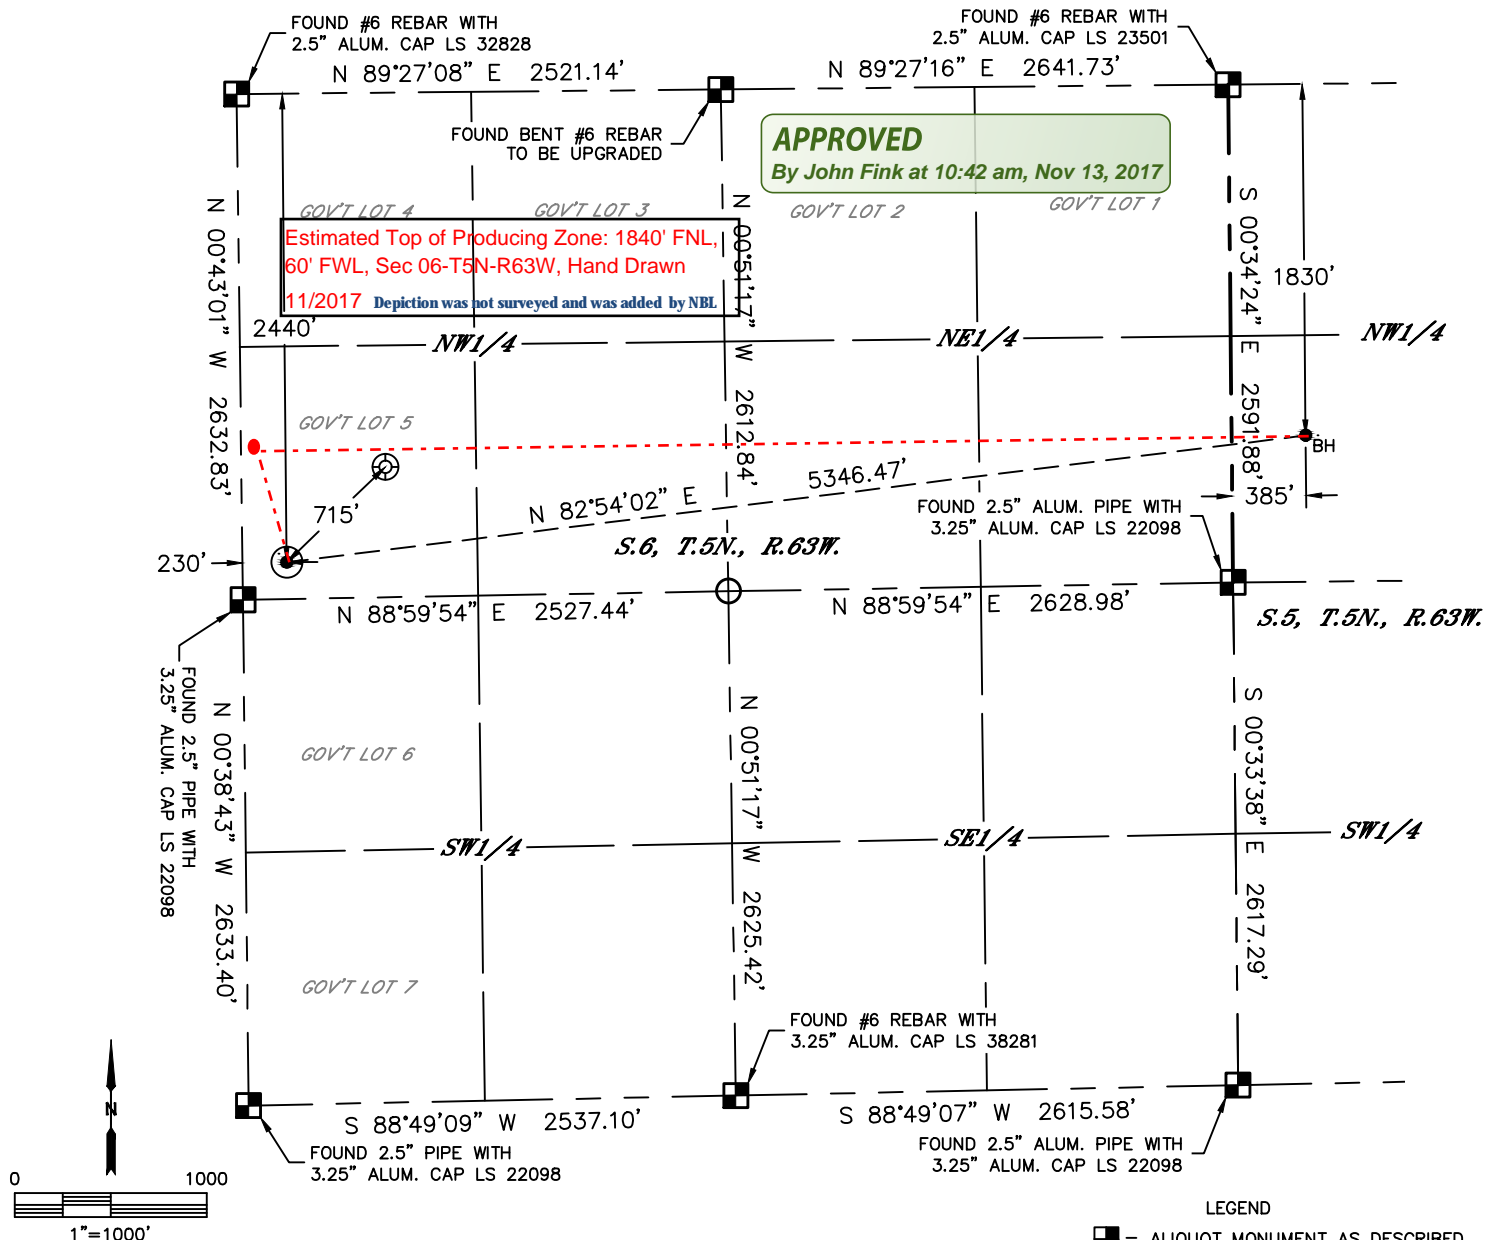 FOUND #6 REBAR WITH
2.5" ALUM. CAP LS 32828
FOUND #6 REBAR WITH
2.5" ALUM. CAP LS 23501
N 89°27'08" E 2521.14'
N 89°27'16" E 2641.73'
FOUND BENT #6 REBAR
TO BE UPGRADED
APPROVED
By John Fink at 10:42 am, Nov 13, 2017
GOV'T LOT 4
GOV'T LOT 3
GOV'T LOT 2
GOV'T LOT 1
N 00°43'01" W 2632.83'
N 00°51'17" W 2612.84'
S 00°34'24" E 2591.88'
1830'
Estimated Top of Producing Zone: 1840' FNL,
60' FWL, Sec 06-T5N-R63W, Hand Drawn
11/2017 Depiction was not surveyed and was added by NBL
2440'
NW1/4
NE1/4
NW1/4
GOV'T LOT 5
BH
5346.47'
N 82°54'02" E
385'
715'
FOUND 2.5" ALUM. PIPE WITH
3.25" ALUM. CAP LS 22098
S.6, T.5N., R.63W.
230'
N 88°59'54" E 2527.44'
N 88°59'54" E 2628.98'
S.5, T.5N., R.63W.
FOUND 2.5" PIPE WITH
3.25" ALUM. CAP LS 22098
N 00°38'43" W 2633.40'
N 00°51'17" W 2625.42'
S 00°33'38" E 2617.29'
GOV'T LOT 6
SW1/4
SE1/4
SW1/4
GOV'T LOT 7
FOUND #6 REBAR WITH
3.25" ALUM. CAP LS 38281
N
S 88°49'09" W 2537.10'
S 88°49'07" W 2615.58'
FOUND 2.5" PIPE WITH
3.25" ALUM. CAP LS 22098
FOUND 2.5" ALUM. PIPE WITH
3.25" ALUM. CAP LS 22098
0 1000
1"=1000'
LEGEND
= ALIQUOT MONUMENT AS DESCRIBED